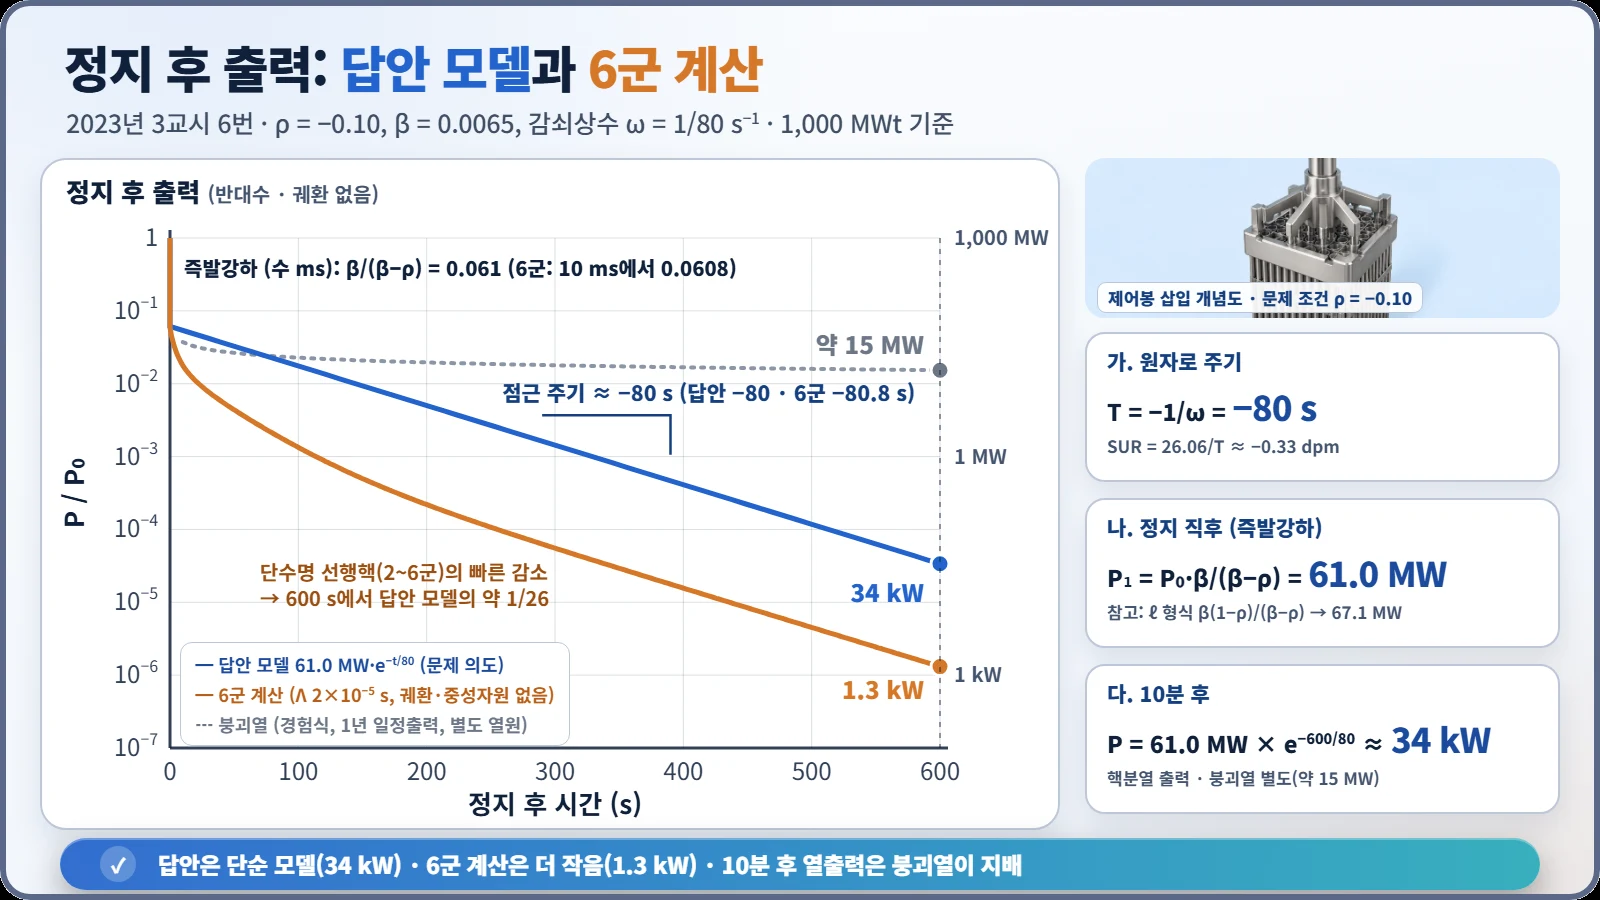 정지 후 출력: 답안 모델과 6군 계산
2023년 3교시 6번 · ρ = −0.10, β = 0.0065, 감쇠상수 ω = 1/80 s⁻¹ · 1,000 MWt 기준
정지 후 출력 (반대수 · 궤환 없음)
1
10⁻¹
10⁻²
10⁻³
10⁻⁴
10⁻⁵
10⁻⁶
10⁻⁷
P / P₀
즉발강하 (수 ms): β/(β−ρ) = 0.061 (6군: 10 ms에서 0.0608)
1,000 MW
약 15 MW
점근 주기 ≈ −80 s (답안 −80 · 6군 −80.8 s)
1 MW
34 kW
단수명 선행핵(2~6군)의 빠른 감소
→ 600 s에서 답안 모델의 약 1/26
1 kW
1.3 kW
— 답안 모델 61.0 MW·e⁻ᵗ/⁸⁰ (문제 의도)
— 6군 계산 (Λ 2×10⁻⁵ s, 궤환·중성자원 없음)
--- 붕괴열 (경험식, 1년 일정출력, 별도 열원)
0 100 200 300 400 500 600
정지 후 시간 (s)
제어봉 삽입 개념도 · 문제 조건 ρ = −0.10
가. 원자로 주기
T = −1/ω = −80 s
SUR = 26.06/T ≈ −0.33 dpm
나. 정지 직후 (즉발강하)
P₁ = P₀·β/(β−ρ) = 61.0 MW
참고: ℓ 형식 β(1−ρ)/(β−ρ) → 67.1 MW
다. 10분 후
P = 61.0 MW × e⁻⁶⁰⁰/⁸⁰ ≈ 34 kW
핵분열 출력 · 붕괴열 별도(약 15 MW)
✓ 답안은 단순 모델(34 kW) · 6군 계산은 더 작음(1.3 kW) · 10분 후 열출력은 붕괴열이 지배